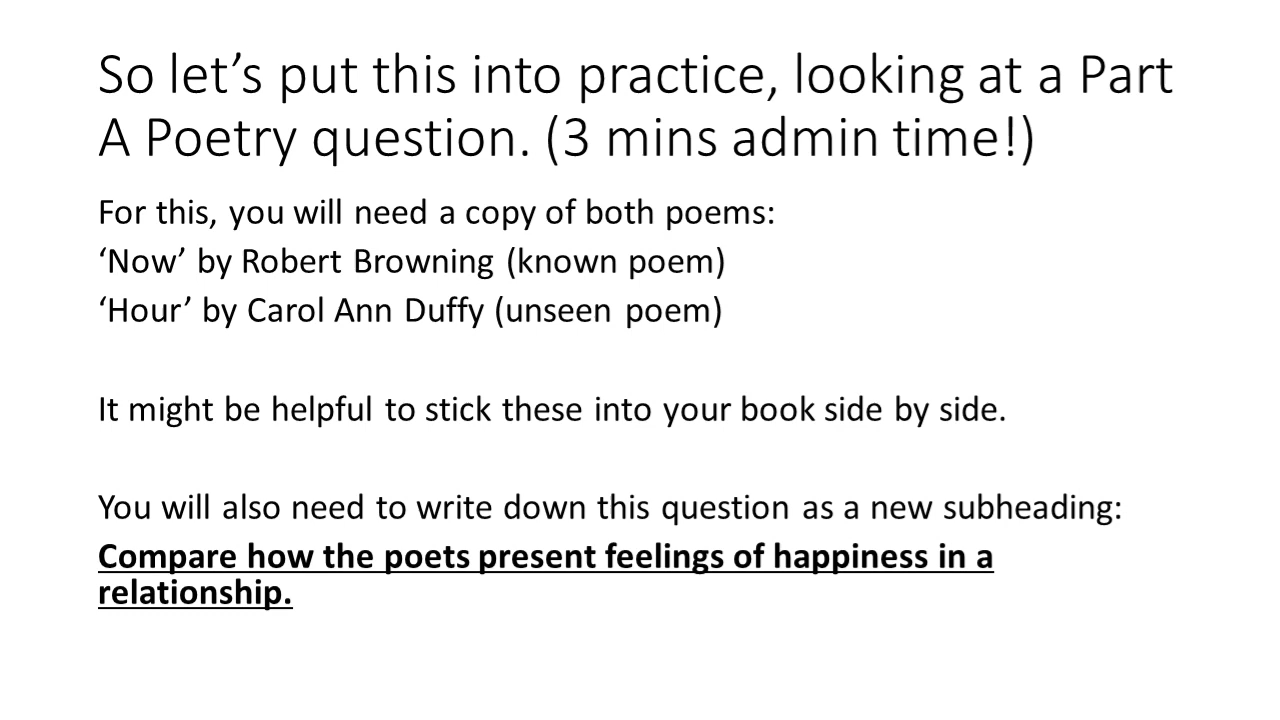 So let’s put this into practice, looking at a Part
A Poetry question. (3 mins admin time!)
For this, you will need a copy of both poems:
‘Now’ by Robert Browning (known poem)
‘Hour’ by Carol Ann Duffy (unseen poem)
It might be helpful to stick these into your book side by side.
You will also need to write down this question as a new subheading:
Compare how the poets present feelings of happiness in a
relationship.